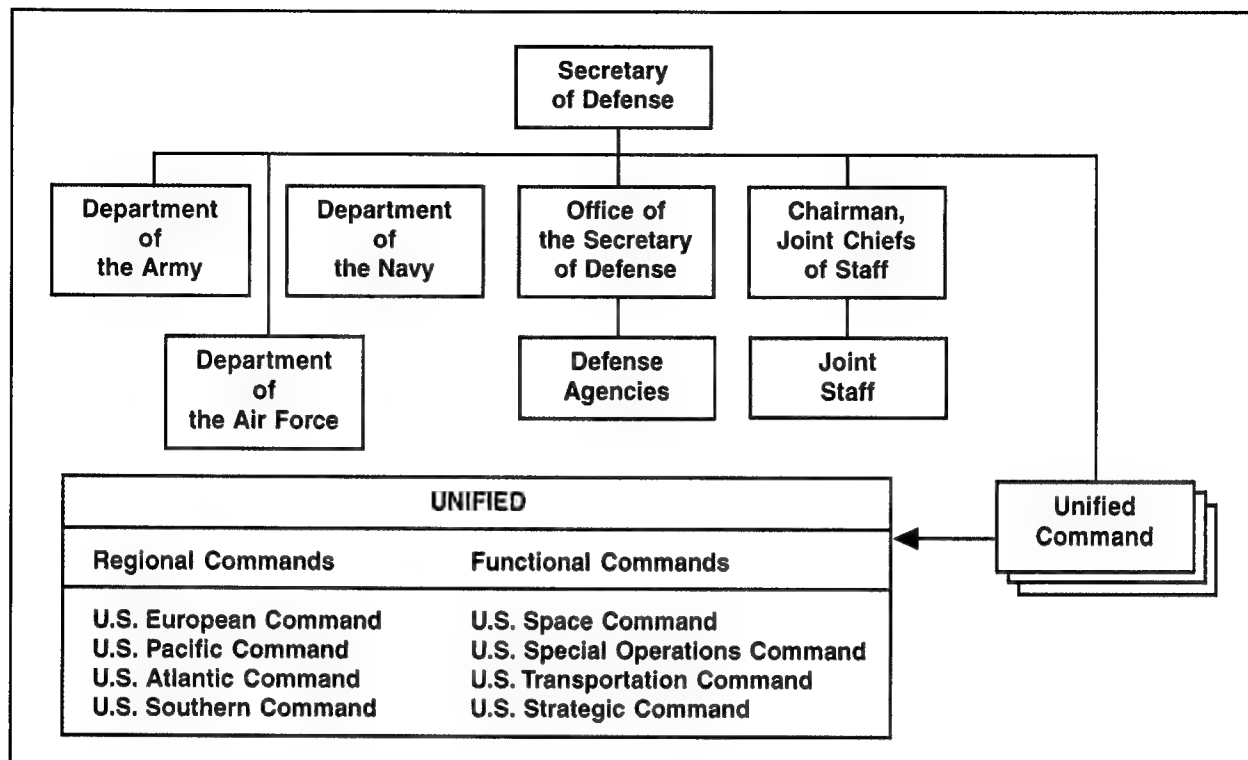 Secretary
of Defense
Department
of
the Army
Department
of
the Navy
Office of
the Secretary
of Defense
Chairman,
Joint Chiefs
of Staff
Department
of
the Air Force
Defense
Agencies
Joint
Staff
Unified
Command
UNIFIED
Regional Commands
Functional Commands
U.S. European Command
U.S. Pacific Command
U.S. Atlantic Command
U.S. Southern Command
U.S. Space Command
U.S. Special Operations Command
U.S. Transportation Command
U.S. Strategic Command